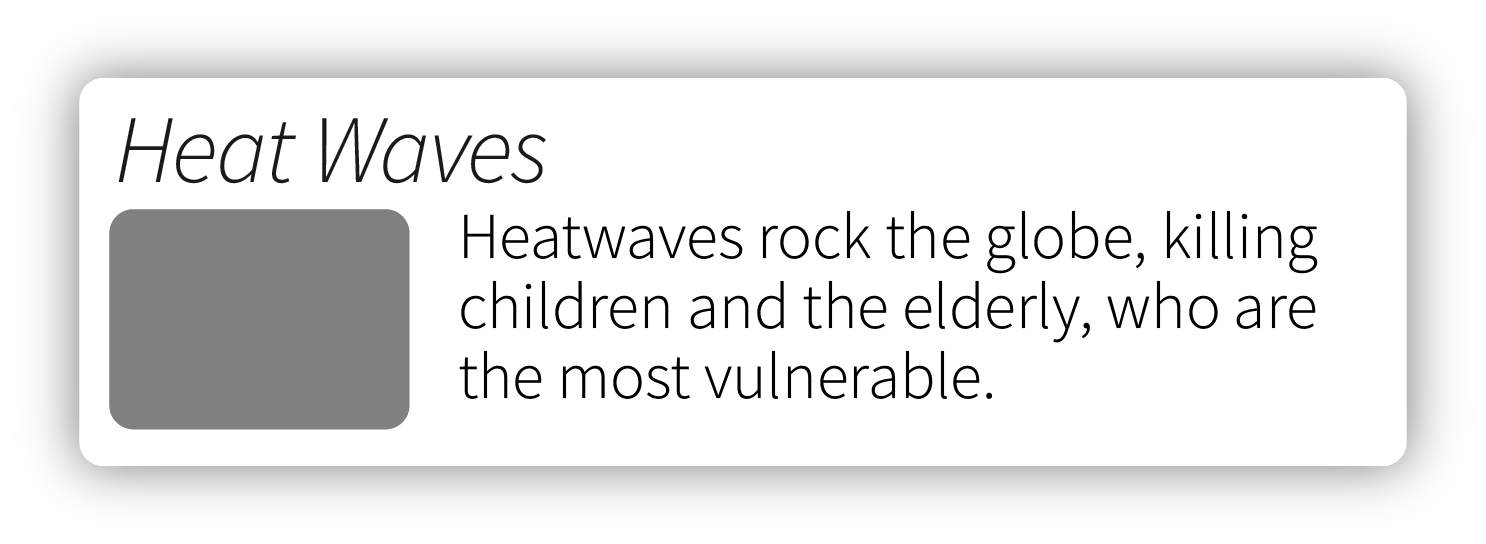 Heat Waves
Heatwaves rock the globe, killing
children and the elderly, who are
the most vulnerable.